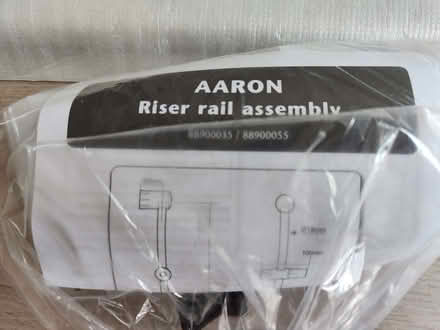 AARON
Riser rail assembly
88900035 / 88900055